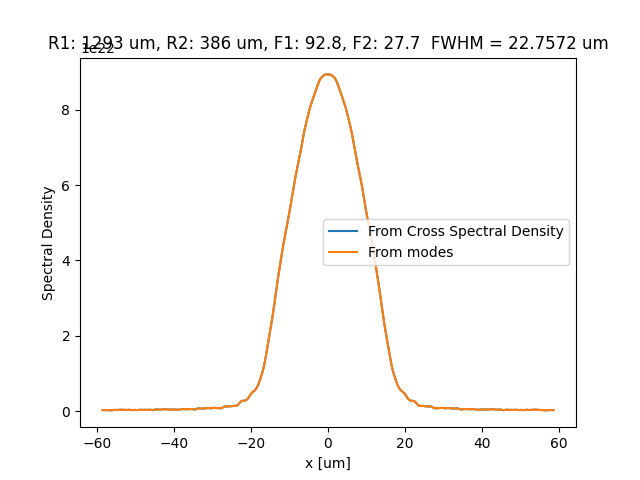 R1: 1293 um, R2: 386 um, F1: 92.8, F2: 27.7  FWHM = 22.7572 um
1e22
8
6
4
2
0
Spectral Density
From Cross Spectral Density
From modes
−60
−40
−20
0
20
40
60
x [um]